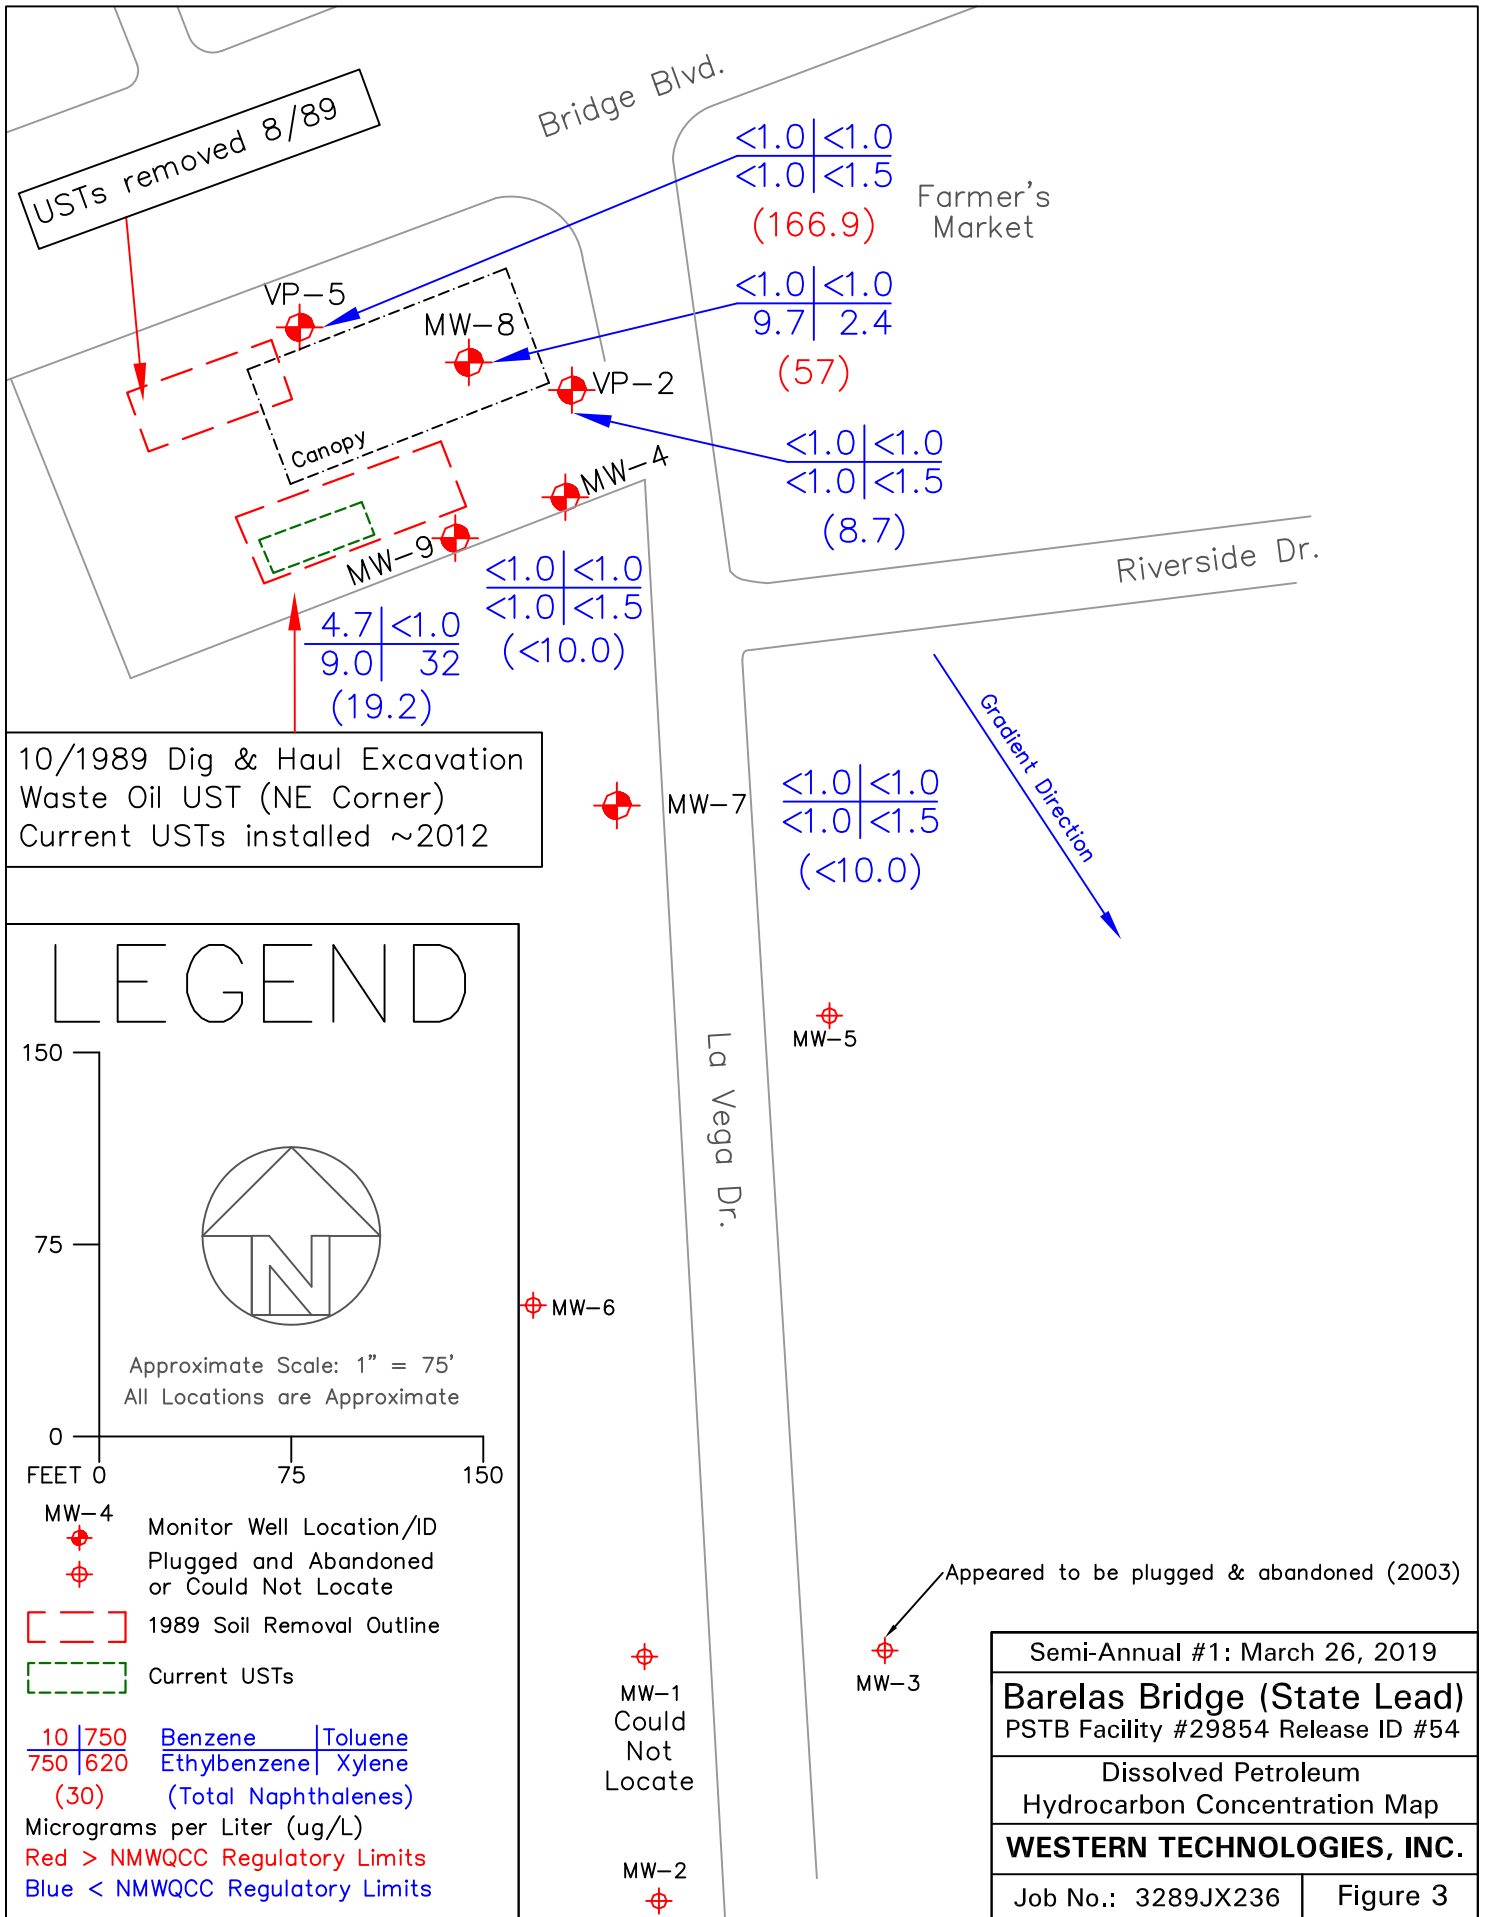 Bridge Blvd.
USTs removed 8/89
<1.0|<1.0
<1.0|<1.5
(166.9)
Farmer's
Market
VP-5
MW-8
<1.0|<1.0
9.7| 2.4
(57)
VP-2
Canopy
MW-4
<1.0|<1.0
<1.0|<1.5
(8.7)
MW-9
<1.0|<1.0
<1.0|<1.5
(<10.0)
Riverside Dr.
4.7|<1.0
9.0| 32
(19.2)
10/1989 Dig & Haul Excavation
Waste Oil UST (NE Corner)
Current USTs installed ~2012
MW-7
<1.0|<1.0
<1.0|<1.5
(<10.0)
Gradient Direction
MW-5
La Vega Dr.
MW-6
LEGEND
150
75
0
FEET 0 75 150
N
Approximate Scale: 1" = 75'
All Locations are Approximate
MW-4
Monitor Well Location/ID
Plugged and Abandoned
or Could Not Locate
1989 Soil Removal Outline
Current USTs
10|750 Benzene|Toluene
750|620 Ethylbenzene|Xylene
(30) (Total Naphthalenes)
Micrograms per Liter (ug/L)
Red > NMWQCC Regulatory Limits
Blue < NMWQCC Regulatory Limits
Appeared to be plugged & abandoned (2003)
MW-3
MW-1
Could
Not
Locate
MW-2
Semi-Annual #1: March 26, 2019
Barelas Bridge (State Lead)
PSTB Facility #29854 Release ID #54
Dissolved Petroleum
Hydrocarbon Concentration Map
WESTERN TECHNOLOGIES, INC.
Job No.: 3289JX236
Figure 3